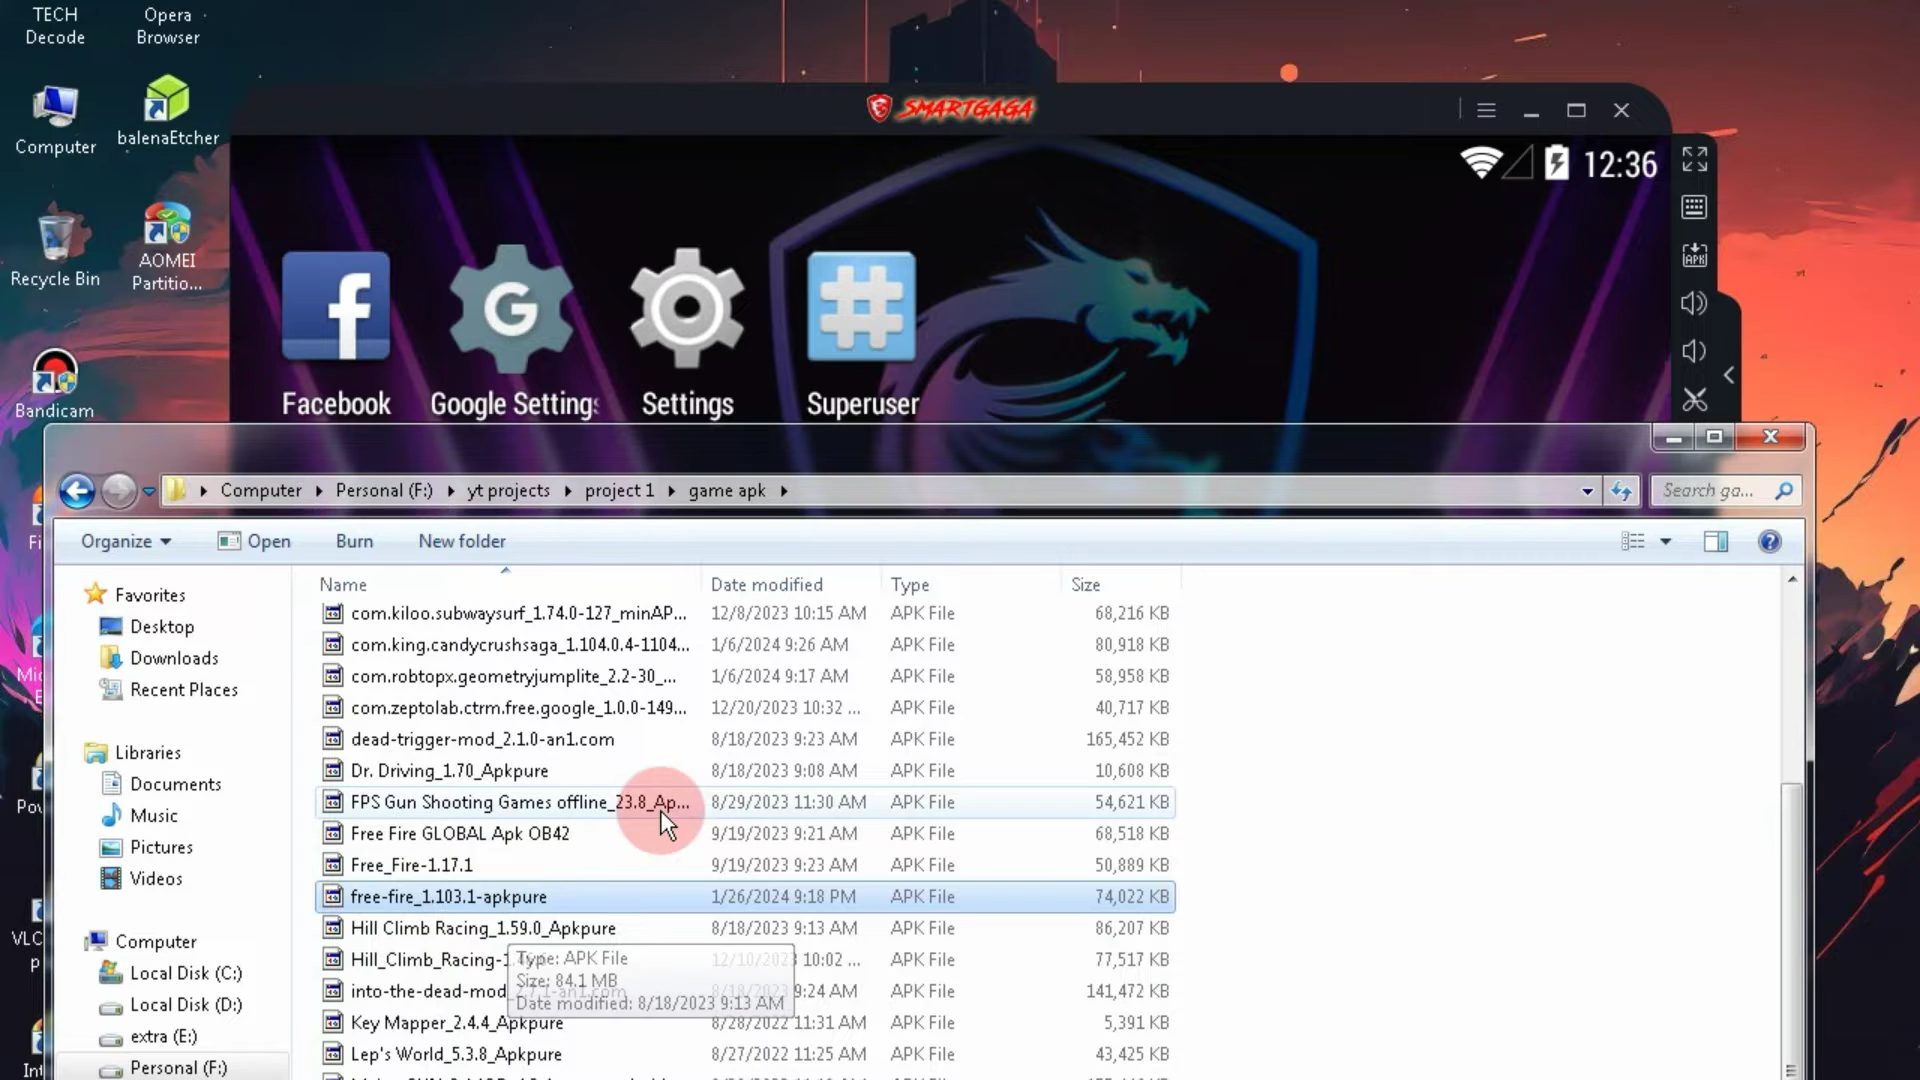 TECH
Decode
Opera
Browser
Computer
balenaEtcher
SMARTGAGA
12:36
Recycle Bin
AOMEI
Partitio...
APK
Bandicam
Facebook
Google Settings
Settings
Superuser
Computer
Personal (F:)
yt projects
project 1
game apk
Search ga...
Organize
Open
Burn
New folder
Name
Date modified
Type
Size
Favorites
Desktop
Downloads
Recent Places
Libraries
Documents
Music
Pictures
Videos
Computer
Local Disk (C:)
Local Disk (D:)
extra (E:)
Personal (F:)
com.kiloo.subwaysurf_1.74.0-127_minAP... 12/8/2023 10:15 AM APK File 68,216 KB
com.king.candycrushsaga_1.104.0.4-1104... 1/6/2024 9:26 AM APK File 80,918 KB
com.robtopx.geometryjumplite_2.2-30_... 1/6/2024 9:17 AM APK File 58,958 KB
com.zeptolab.ctrm.free.google_1.0.0-149... 12/20/2023 10:32 ... APK File 40,717 KB
dead-trigger-mod_2.1.0-an1.com 8/18/2023 9:23 AM APK File 165,452 KB
Dr. Driving_1.70_Apkpure 8/18/2023 9:08 AM APK File 10,608 KB
FPS Gun Shooting Games offline_23.8_Ap... 8/29/2023 11:30 AM APK File 54,621 KB
Free Fire GLOBAL Apk OB42 9/19/2023 9:21 AM APK File 68,518 KB
Free_Fire-1.17.1 9/19/2023 9:23 AM APK File 50,889 KB
free-fire_1.103.1-apkpure 1/26/2024 9:18 PM APK File 74,022 KB
Hill Climb Racing_1.59.0_Apkpure 8/18/2023 9:13 AM APK File 86,207 KB
Hill_Climb_Racing-1 12/10/2023 10:02 ... APK File 77,517 KB
into-the-dead-mod 8/18/2023 9:24 AM APK File 141,472 KB
Key Mapper_2.4.4_Apkpure 8/28/2022 11:31 AM APK File 5,391 KB
Lep's World_5.3.8_Apkpure 8/27/2022 11:25 AM APK File 43,425 KB
Type: APK File
Size: 84.1 MB
Date modified: 8/18/2023 9:13 AM